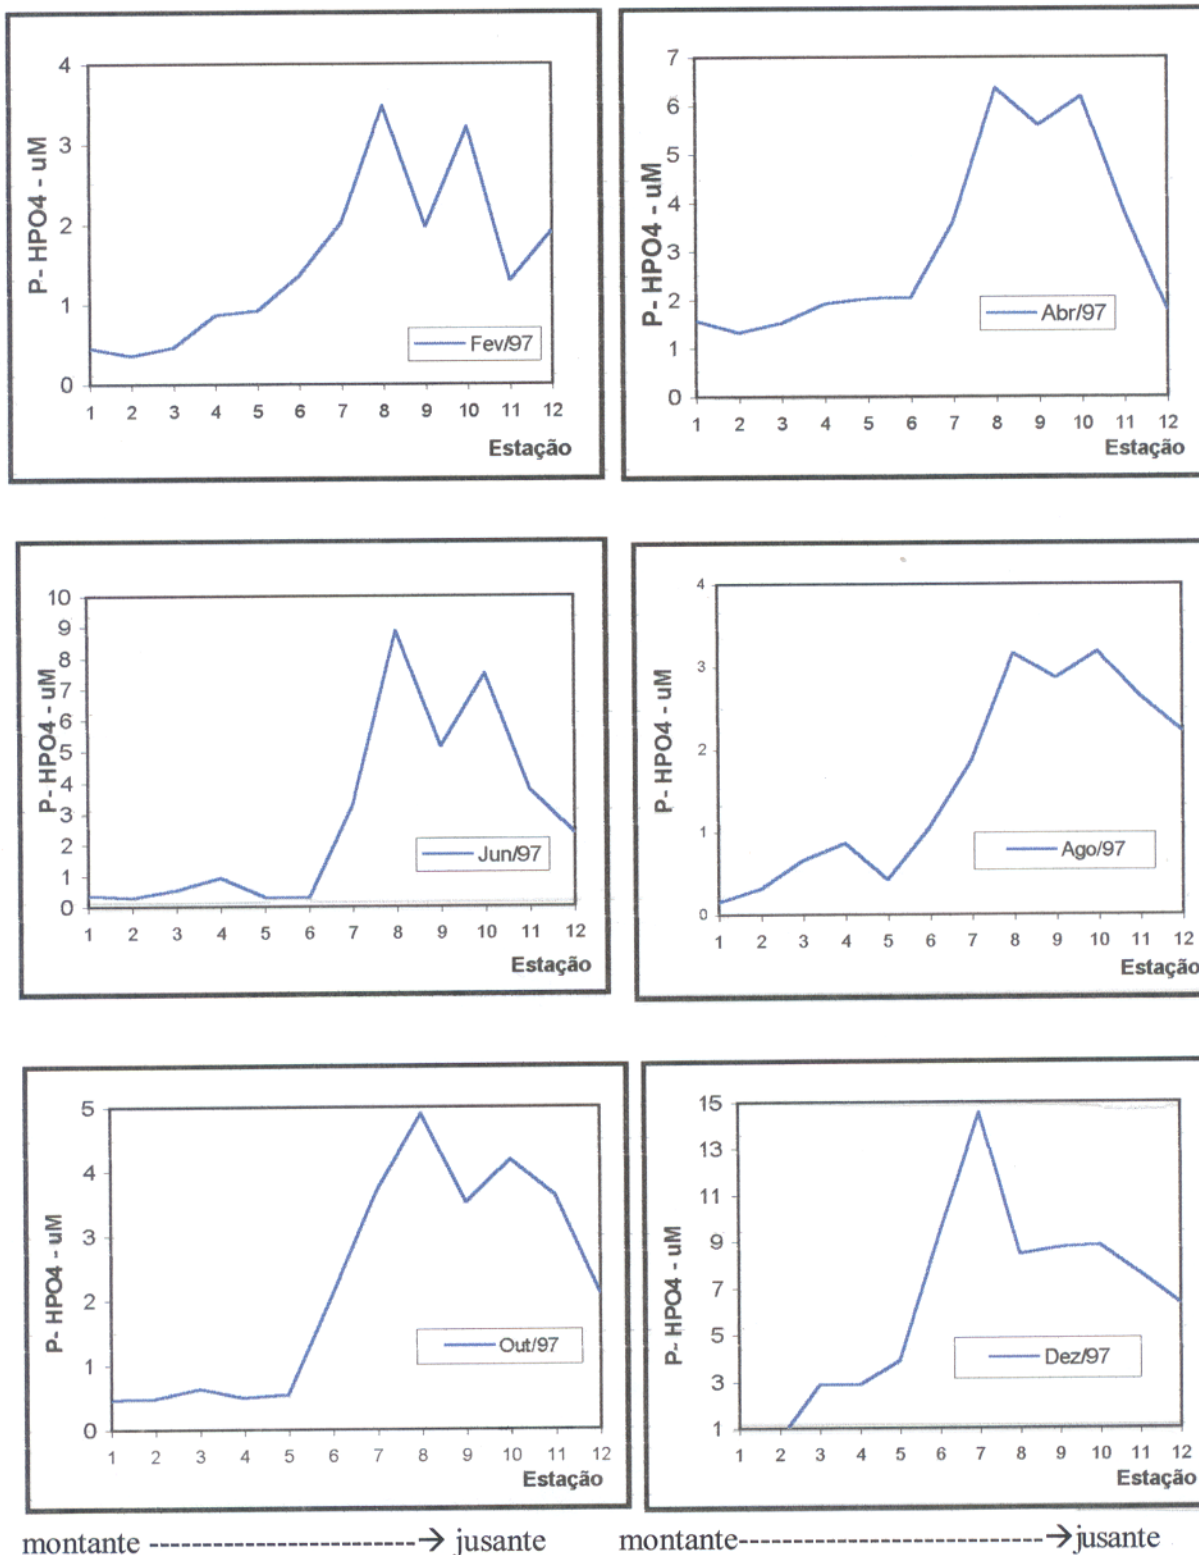 4
3
2
1
0
P- HPO4 - uM
Fev/97
1 2 3 4 5 6 7 8 9 10 11 12
Estação
7
6
5
4
3
2
1
0
P- HPO4 - uM
Abr/97
1 2 3 4 5 6 7 8 9 10 11 12
Estação
10
9
8
7
6
5
4
3
2
1
0
P- HPO4 - uM
Jun/97
1 2 3 4 5 6 7 8 9 10 11 12
Estação
4
3
2
1
0
P- HPO4 - uM
Ago/97
1 2 3 4 5 6 7 8 9 10 11 12
Estação
5
4
3
2
1
0
P- HPO4 - uM
Out/97
1 2 3 4 5 6 7 8 9 10 11 12
Estação
15
13
11
9
7
5
3
1
P- HPO4 - uM
Dez/97
1 2 3 4 5 6 7 8 9 10 11 12
Estação
montante ----------------------→ jusante
montante---------------------------→jusante